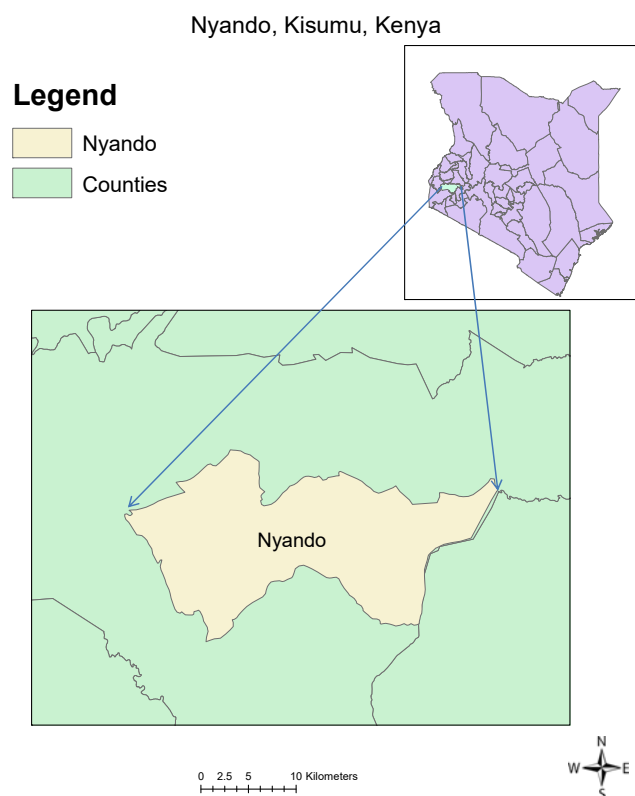 Nyando, Kisumu, Kenya
Legend
Nyando
Counties
Nyando
N
W E
S
0 2.5 5 10 Kilometers